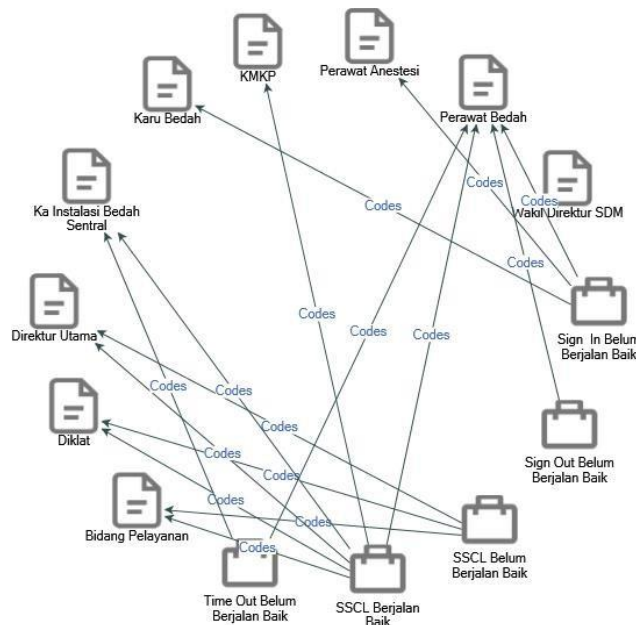 KMKP
Perawat Anestesi
Karu Bedah
Perawat Bedah
Codes
Codes
Wakil Direktur SDM
Ka Instalasi Bedah
Sentral
Codes
Codes
Direktur Utama
Codes
Codes
Codes
Sign In Belum
Berjalan Baik
Codes
Codes
Codes
Diklat
Codes
Sign Out Belum
Berjalan Baik
Codes
Codes
Bidang Pelayanan
Codes
SSCL Belum
Berjalan Baik
Time Out Belum
Berjalan Baik
SSCL Berjalan
Baik